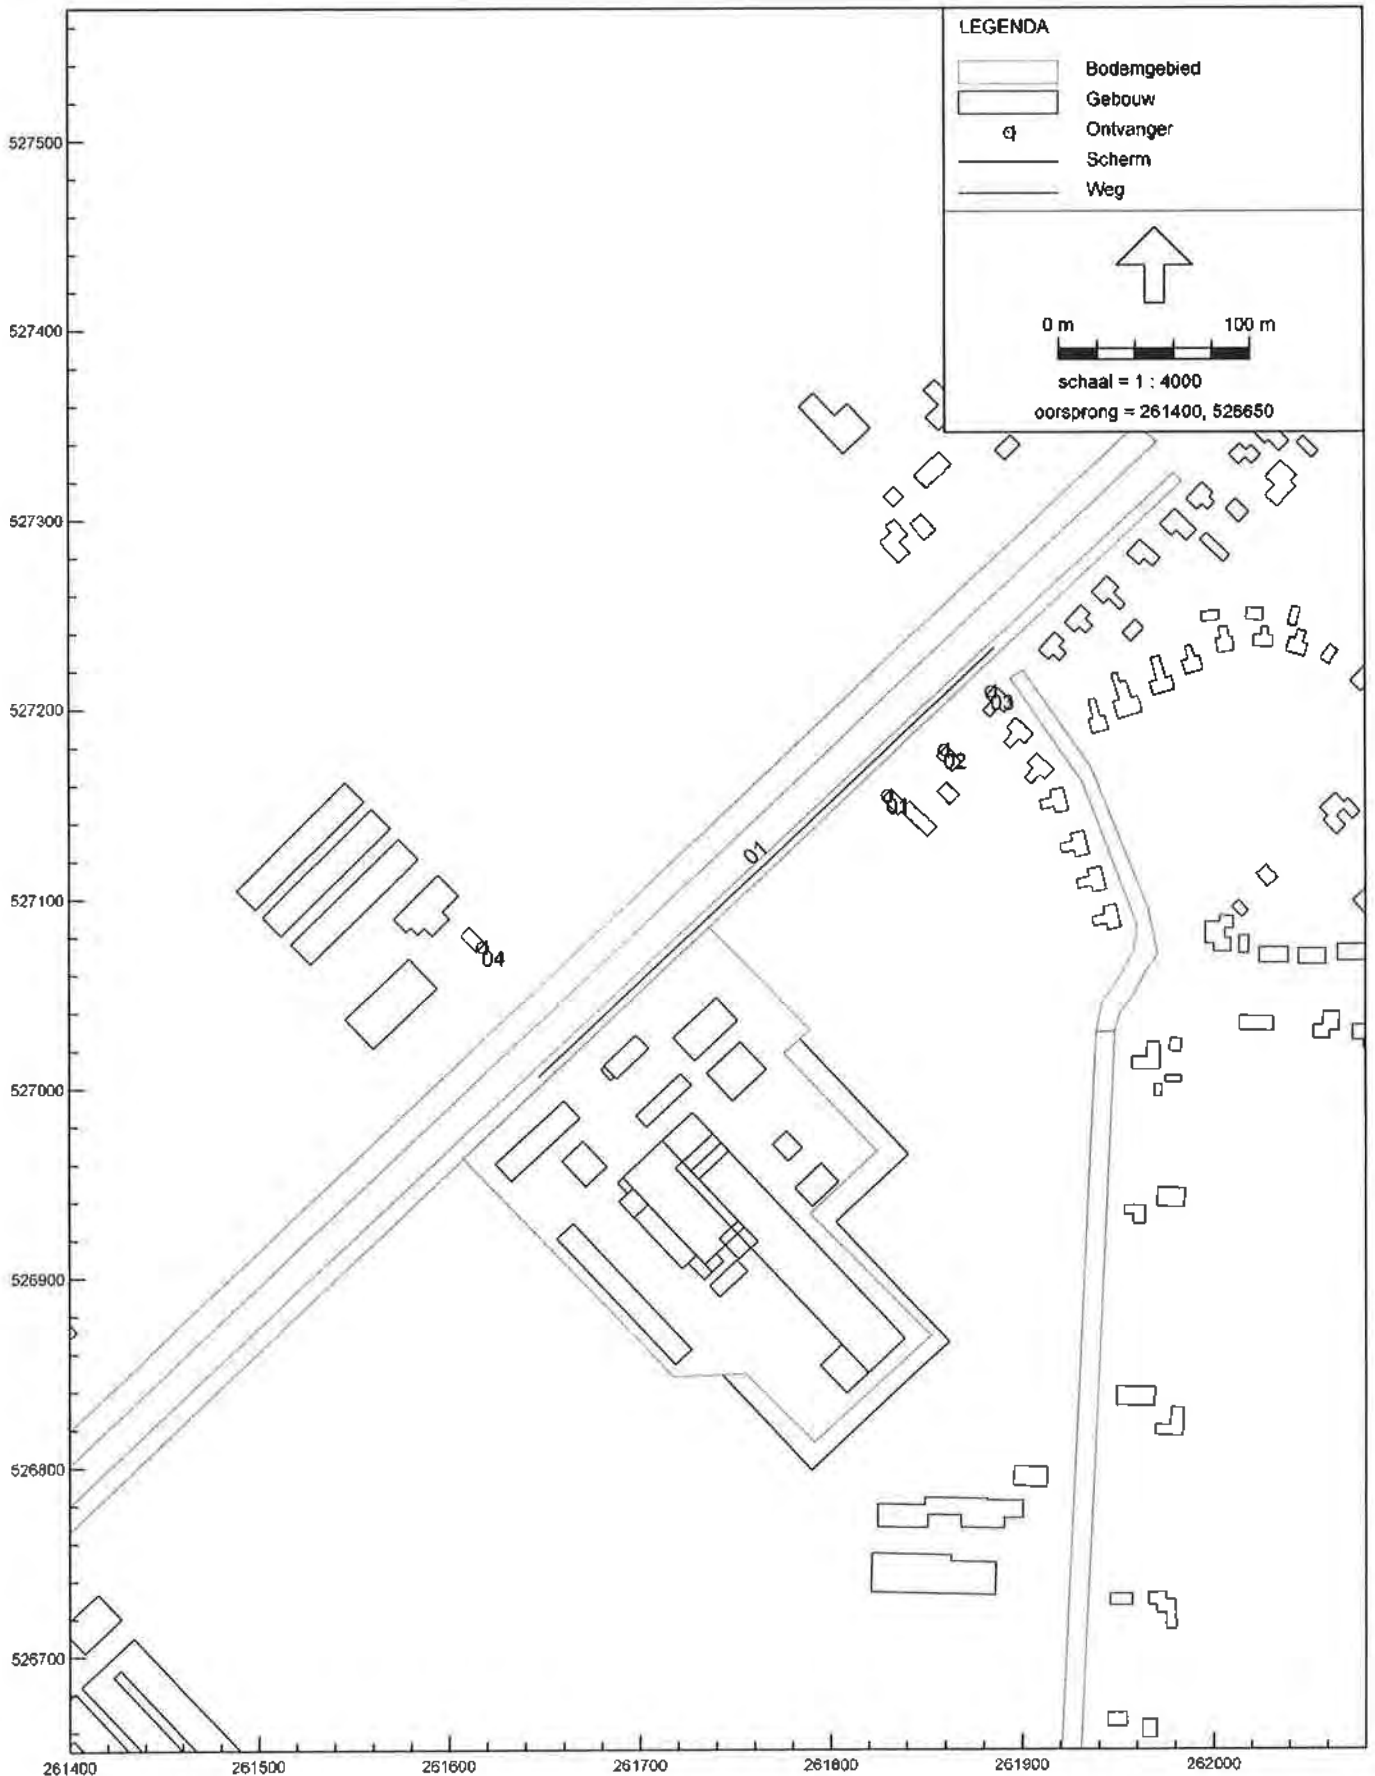 LEGENDA
Bodemgebied
Gebouw
Ontvanger
Scherm
Weg
0 m 100 m
schaal = 1 : 4000
oorsprong = 261400, 526650
527500
527400
527300
527200
527100
527000
526900
526800
526700
03
02
01
01
04
261400 261500 261600 261700 261800 261900 262000